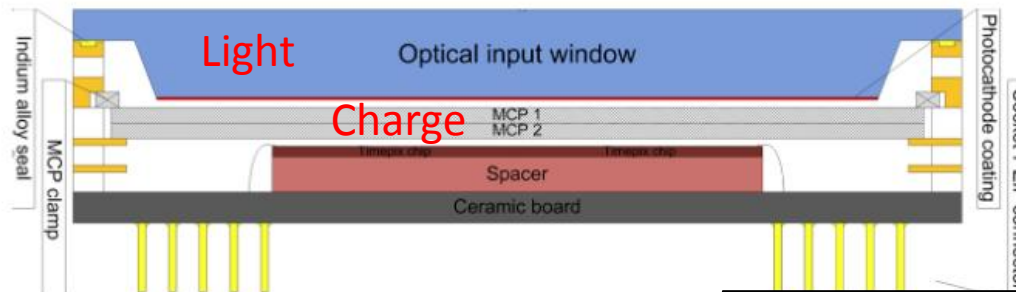 Indium alloy seal
MCP clamp
Light
Optical input window
Charge
MCP 1
MCP 2
Timepix chip
Timepix chip
Spacer
Ceramic board
Photocathode coating